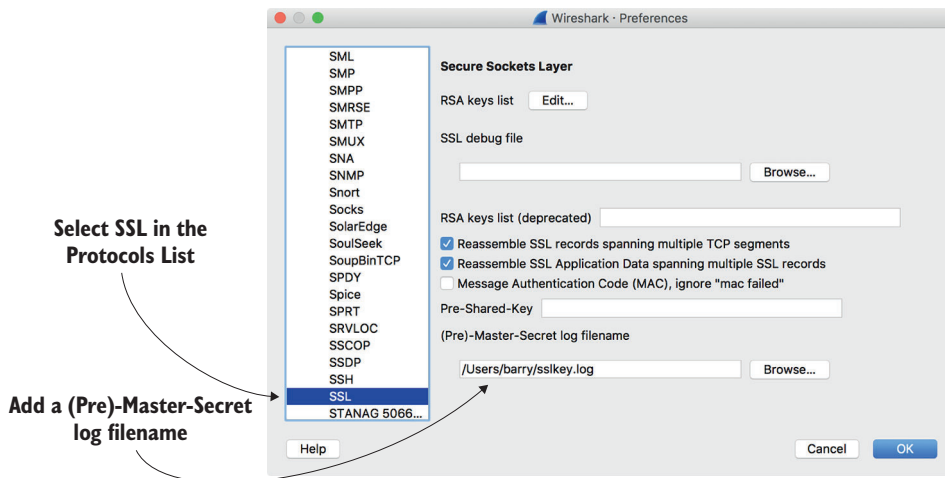 Wireshark · Preferences
SML
SMP
SMPP
SMRSE
SMTP
SMUX
SNA
SNMP
Snort
Socks
SolarEdge
SoulSeek
SoupBinTCP
SPDY
Spice
SPRT
SRVLOC
SSCOP
SSDP
SSH
SSL
STANAG 5066...
Secure Sockets Layer
RSA keys list Edit...
SSL debug file
Browse...
RSA keys list (deprecated)
Reassemble SSL records spanning multiple TCP segments
Reassemble SSL Application Data spanning multiple SSL records
Message Authentication Code (MAC), ignore "mac failed"
Pre-Shared-Key
(Pre)-Master-Secret log filename
/Users/barry/sslkey.log Browse...
Help Cancel OK
Select SSL in the
Protocols List
Add a (Pre)-Master-Secret
log filename